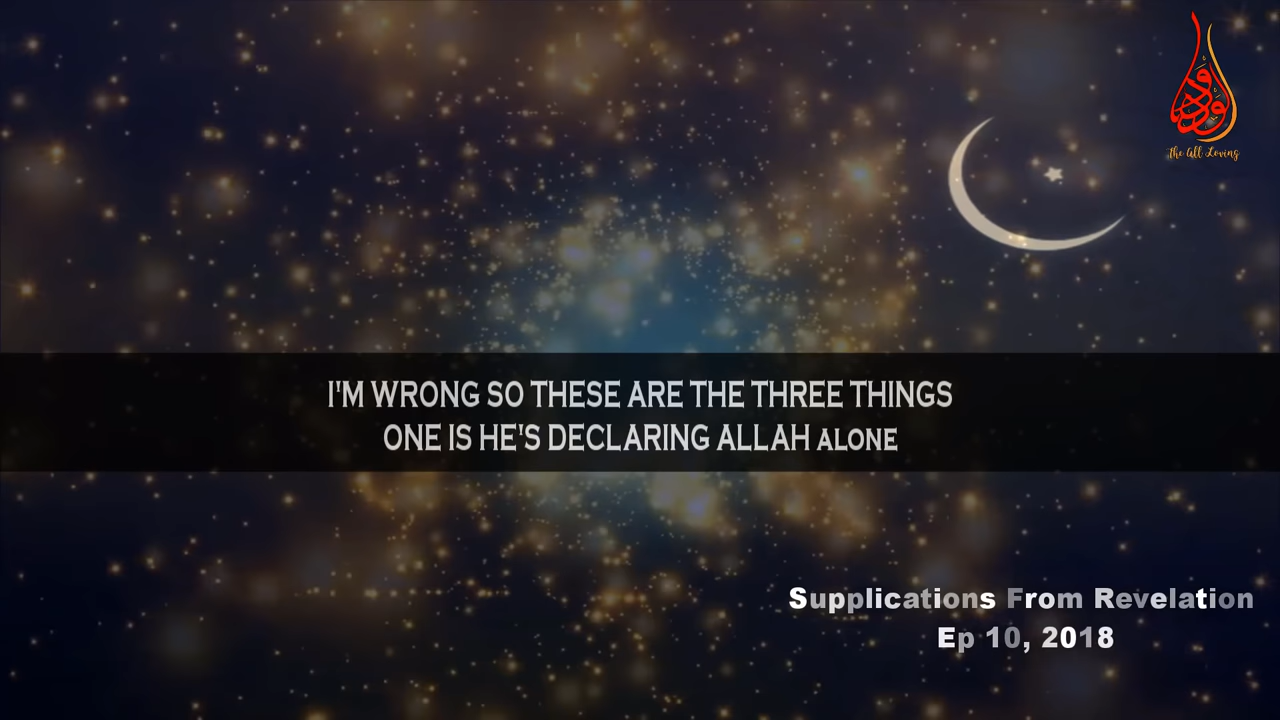 الودود
The All Loving
I'M WRONG SO THESE ARE THE THREE THINGS
ONE IS HE'S DECLARING ALLAH ALONE
Supplications From Revelation
Ep 10, 2018